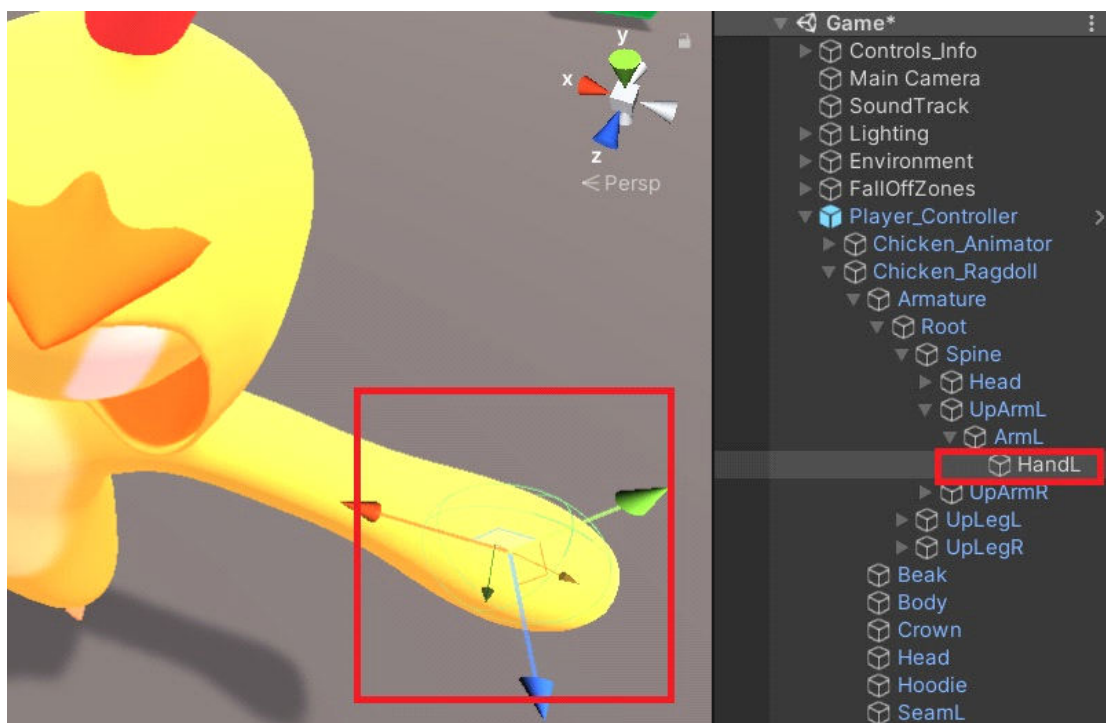 y
x
z
Persp
Game*
Controls_Info
Main Camera
SoundTrack
Lighting
Environment
FallOffZones
Player_Controller
Chicken_Animator
Chicken_Ragdoll
Armature
Root
Spine
Head
UpArmL
ArmL
HandL
UpArmR
UpLegL
UpLegR
Beak
Body
Crown
Head
Hoodie
SeamL